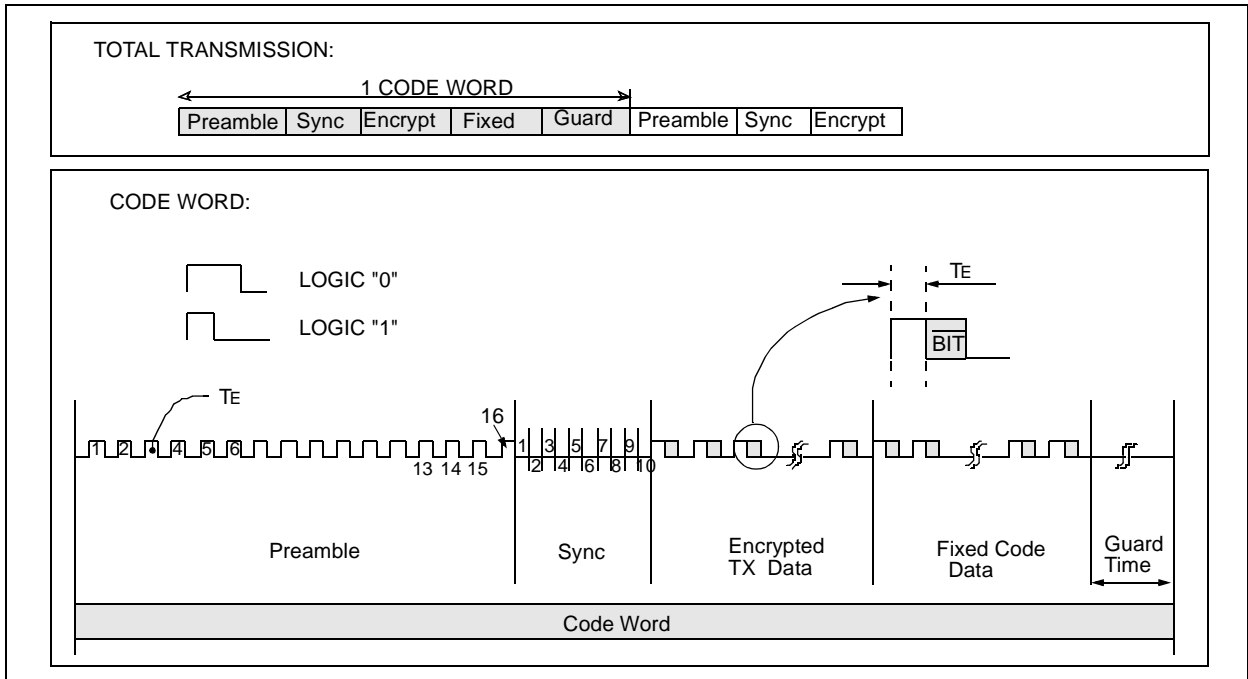 TOTAL TRANSMISSION:
1 CODE WORD
Preamble Sync Encrypt Fixed Guard Preamble Sync Encrypt
CODE WORD:
LOGIC "0"
LOGIC "1"
TE
BIT
TE
16
1 2 4 5 6 1 3 5 7 9
13 14 15 2 4 6 8 10
Preamble Sync Encrypted TX Data Fixed Code Data Guard Time
Code Word